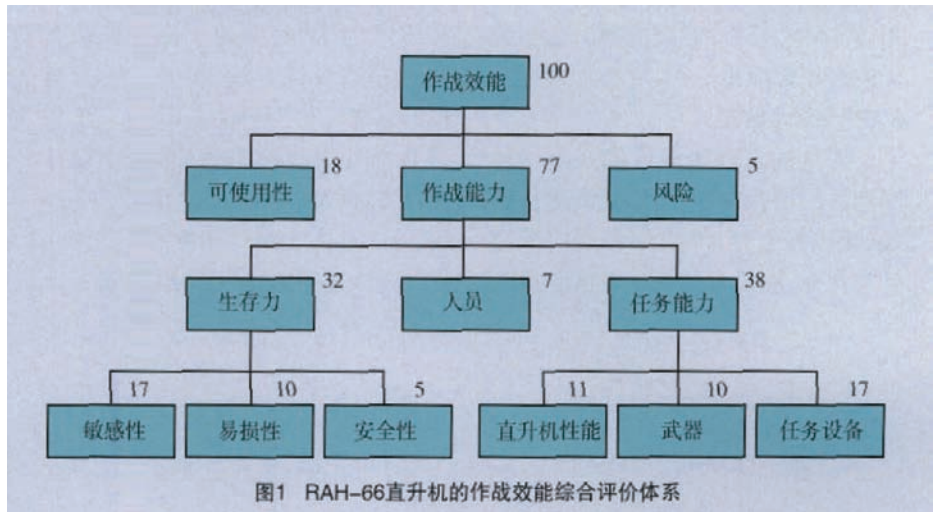 作战效能 100
可使用性 18 作战能力 77 风险 5
生存力 32 人员 7 任务能力 38
敏感性 17 易损性 10 安全性 5 直升机性能 11 武器 10 任务设备 17
图1 RAH-66直升机的作战效能综合评价体系